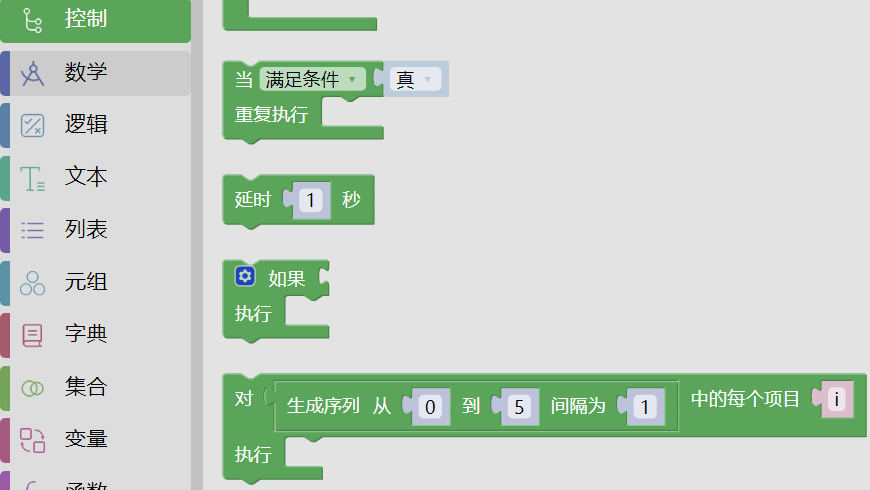 控制
数学
逻辑
文本
列表
元组
字典
集合
变量
函数
当 满足条件 真
重复执行
延时 1 秒
如果
执行
对 生成序列 从 0 到 5 间隔为 1 中的每个项目 i
执行